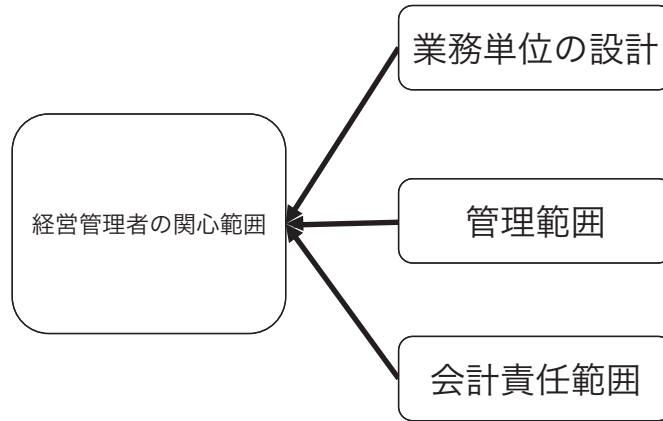 業務単位の設計
経営管理者の関心範囲
管理範囲
会計責任範囲